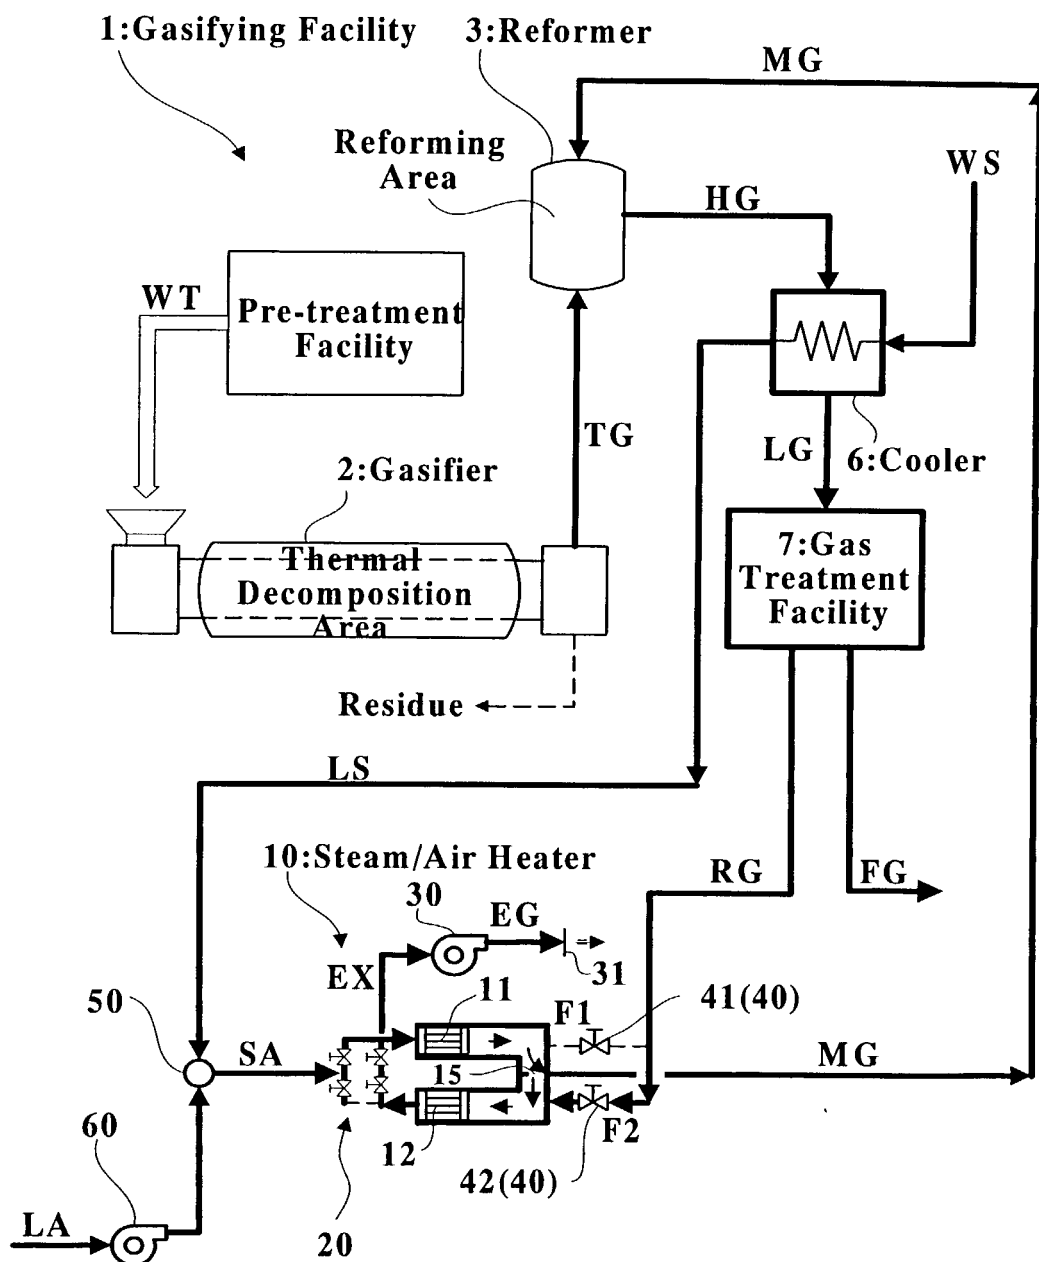 1:Gasifying Facility
3:Reformer
MG
Reforming
Area
WS
HG
WT
Pre-treatment
Facility
TG
LG
6:Cooler
2:Gasifier
Thermal
Decomposition
Area
7:Gas
Treatment
Facility
Residue
LS
10:Steam/Air Heater
RG
FG
30
EG
EX
31
11
41(40)
50
F1
SA
15
MG
60
12
F2
42(40)
LA
20